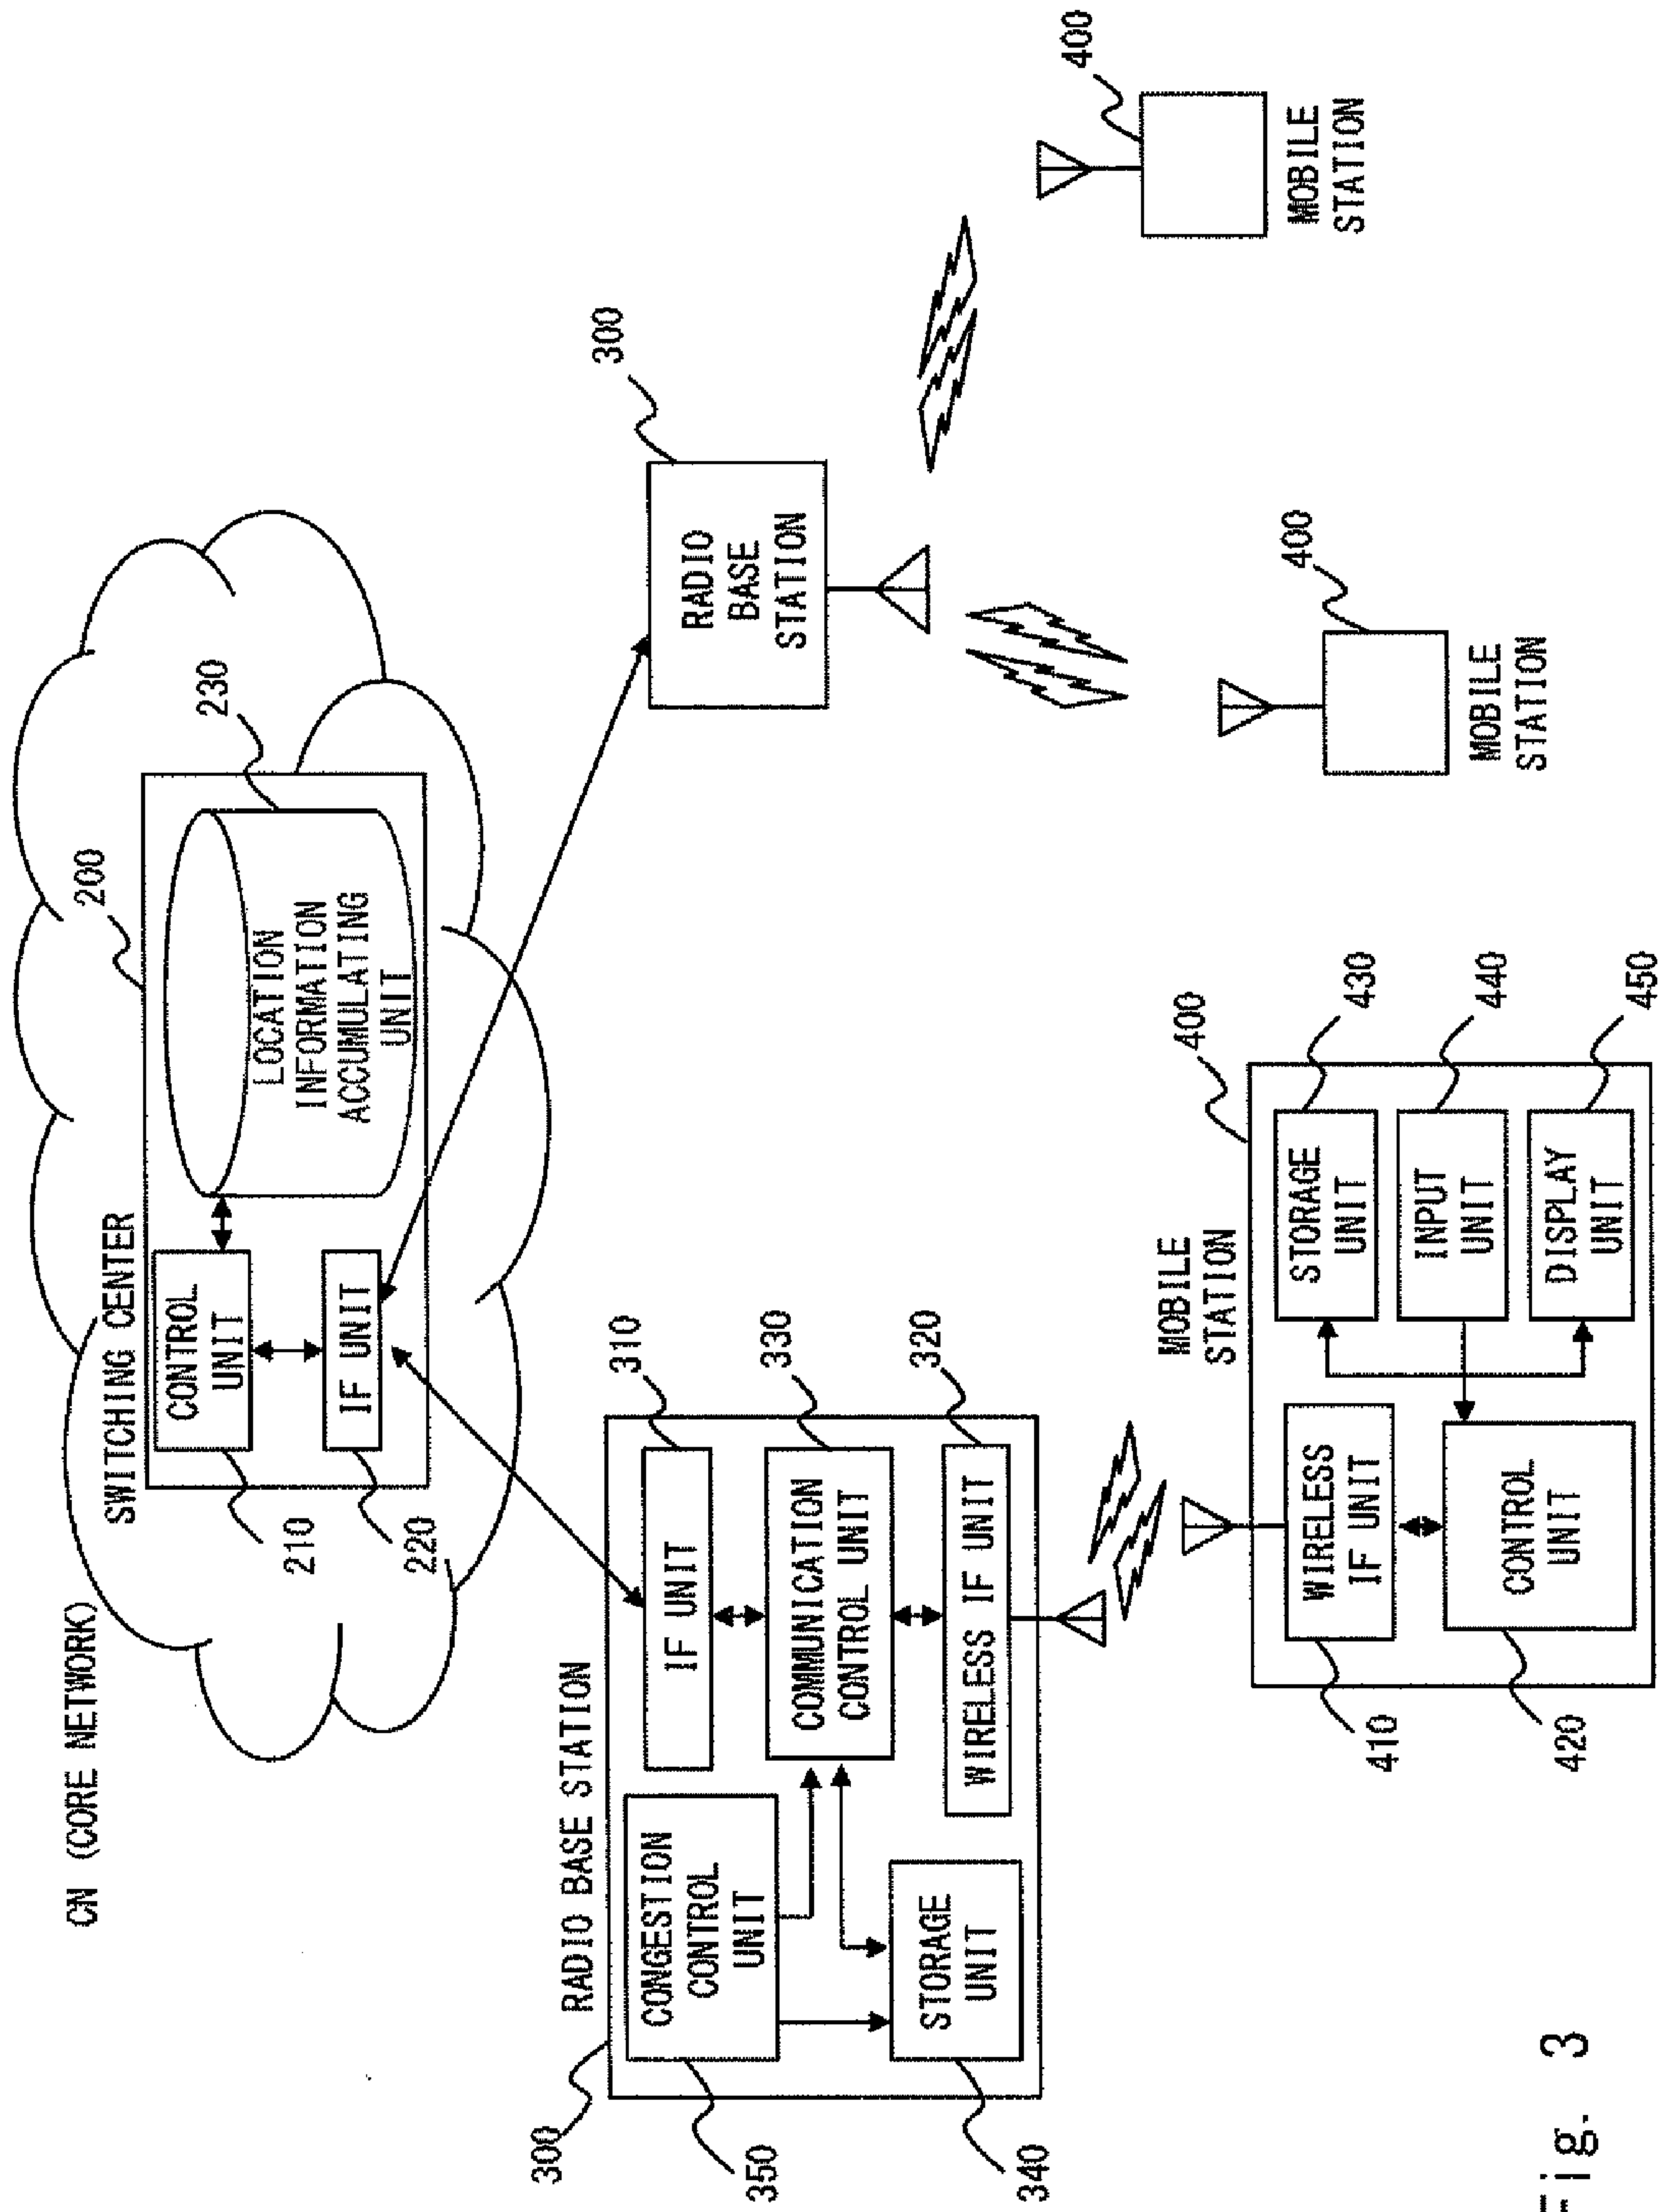 CN (CORE NETWORK)
SWITCHING CENTER
200
230
CONTROL
UNIT
IF UNIT
LOCATION
INFORMATION
ACCUMULATING
UNIT
210
220
RADIO BASE STATION
300
310
330
320
CONGESTION
CONTROL
UNIT
IF UNIT
COMMUNICATION
CONTROL UNIT
WIRELESS IF UNIT
STORAGE
UNIT
350
340
300
RADIO
BASE
STATION
MOBILE
STATION
400
WIRELESS
IF UNIT
CONTROL
UNIT
STORAGE
UNIT
INPUT
UNIT
DISPLAY
UNIT
410
420
430
440
450
400
MOBILE
STATION
400
MOBILE
STATION
Fig. 3